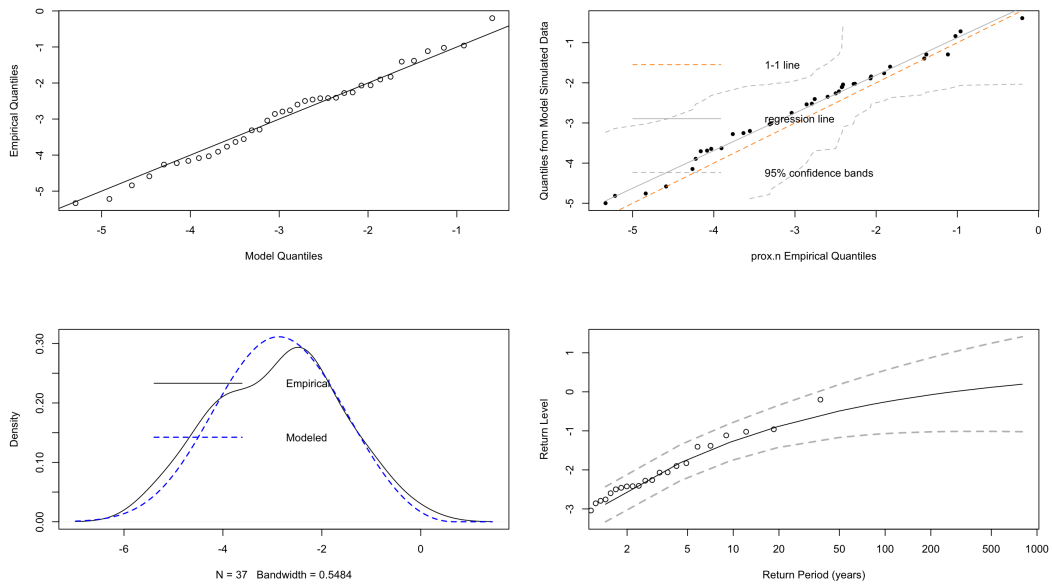 0
-1
-2
-3
-4
-5
Empirical Quantiles
-5 -4 -3 -2 -1
Model Quantiles
-1
-2
-3
-4
-5
Quantiles from Model Simulated Data
1-1 line
regression line
95% confidence bands
-5 -4 -3 -2 -1 0
prox.n Empirical Quantiles
0.30
0.20
0.10
0.00
Density
Empirical
Modeled
-6 -4 -2 0
N = 37 Bandwidth = 0.5484
1
0
-1
-2
-3
Return Level
2 5 10 20 50 100 200 500 1000
Return Period (years)